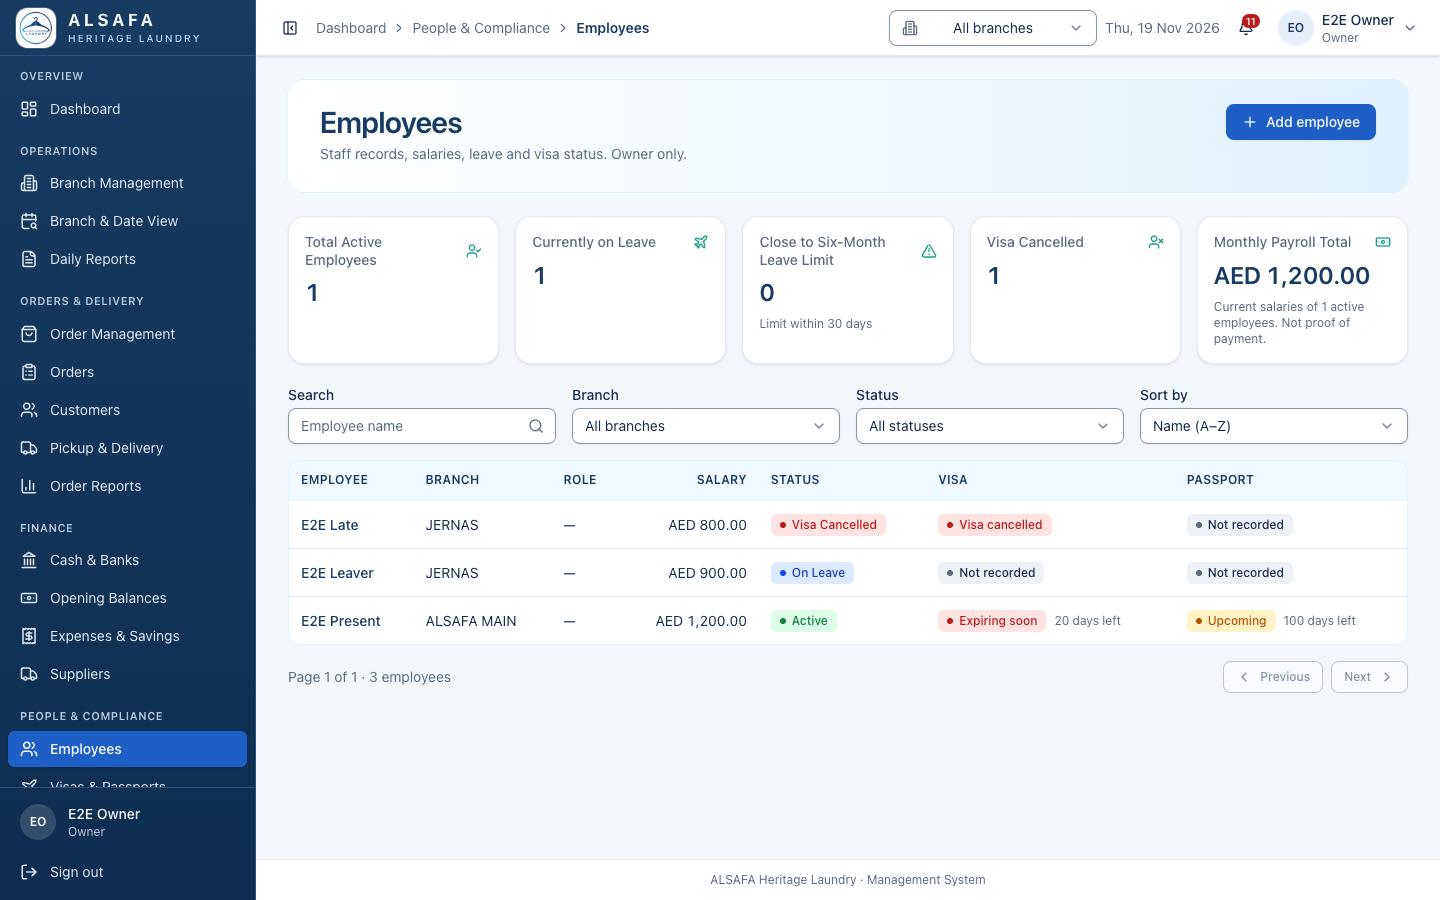 ALSAFA
HERITAGE LAUNDRY
OVERVIEW
Dashboard
OPERATIONS
Branch Management
Branch & Date View
Daily Reports
ORDERS & DELIVERY
Order Management
Orders
Customers
Pickup & Delivery
Order Reports
FINANCE
Cash & Banks
Opening Balances
Expenses & Savings
Suppliers
PEOPLE & COMPLIANCE
Employees
Visas & Passports
EO
E2E Owner
Owner
Sign out
Dashboard > People & Compliance > Employees
All branches
Thu, 19 Nov 2026
11
EO
E2E Owner
Owner
Employees
Staff records, salaries, leave and visa status. Owner only.
Add employee
Total Active
Employees
1
Currently on Leave
1
Close to Six-Month
Leave Limit
0
Limit within 30 days
Visa Cancelled
1
Monthly Payroll Total
AED 1,200.00
Current salaries of 1 active
employees. Not proof of
payment.
Search
Employee name
Branch
All branches
Status
All statuses
Sort by
Name (A–Z)
EMPLOYEE BRANCH ROLE SALARY STATUS VISA PASSPORT
E2E Late JERNAS — AED 800.00 Visa Cancelled Visa cancelled Not recorded
E2E Leaver JERNAS — AED 900.00 On Leave Not recorded Not recorded
E2E Present ALSAFA MAIN — AED 1,200.00 Active Expiring soon 20 days left Upcoming 100 days left
Page 1 of 1 · 3 employees
Previous
Next
ALSAFA Heritage Laundry · Management System